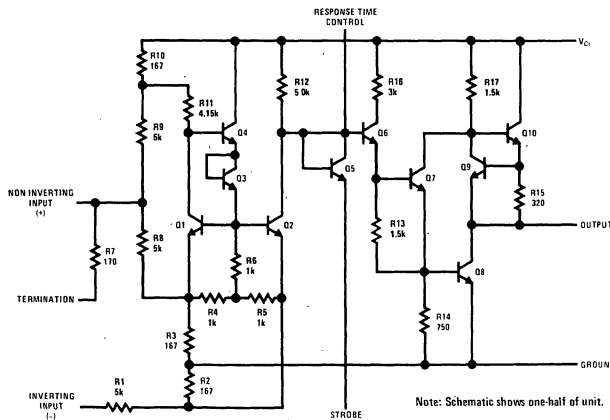 RESPONSE TIME
CONTROL
R10
167
R11
4.15k
R12
5.0k
R16
3k
R17
1.5k
VCC
Q4
Q10
R9
5k
Q3
Q5
Q6
Q7
Q9
R15
320
NON INVERTING
INPUT
(+)
Q1
Q2
R13
1.5k
OUTPUT
R8
5k
R7
170
R6
1k
Q8
TERMINATION
R4
1k
R5
1k
R14
750
R3
167
GROUND
R2
167
R1
5k
INVERTING
INPUT
(–)
STROBE
Note: Schematic shows one-half of unit.